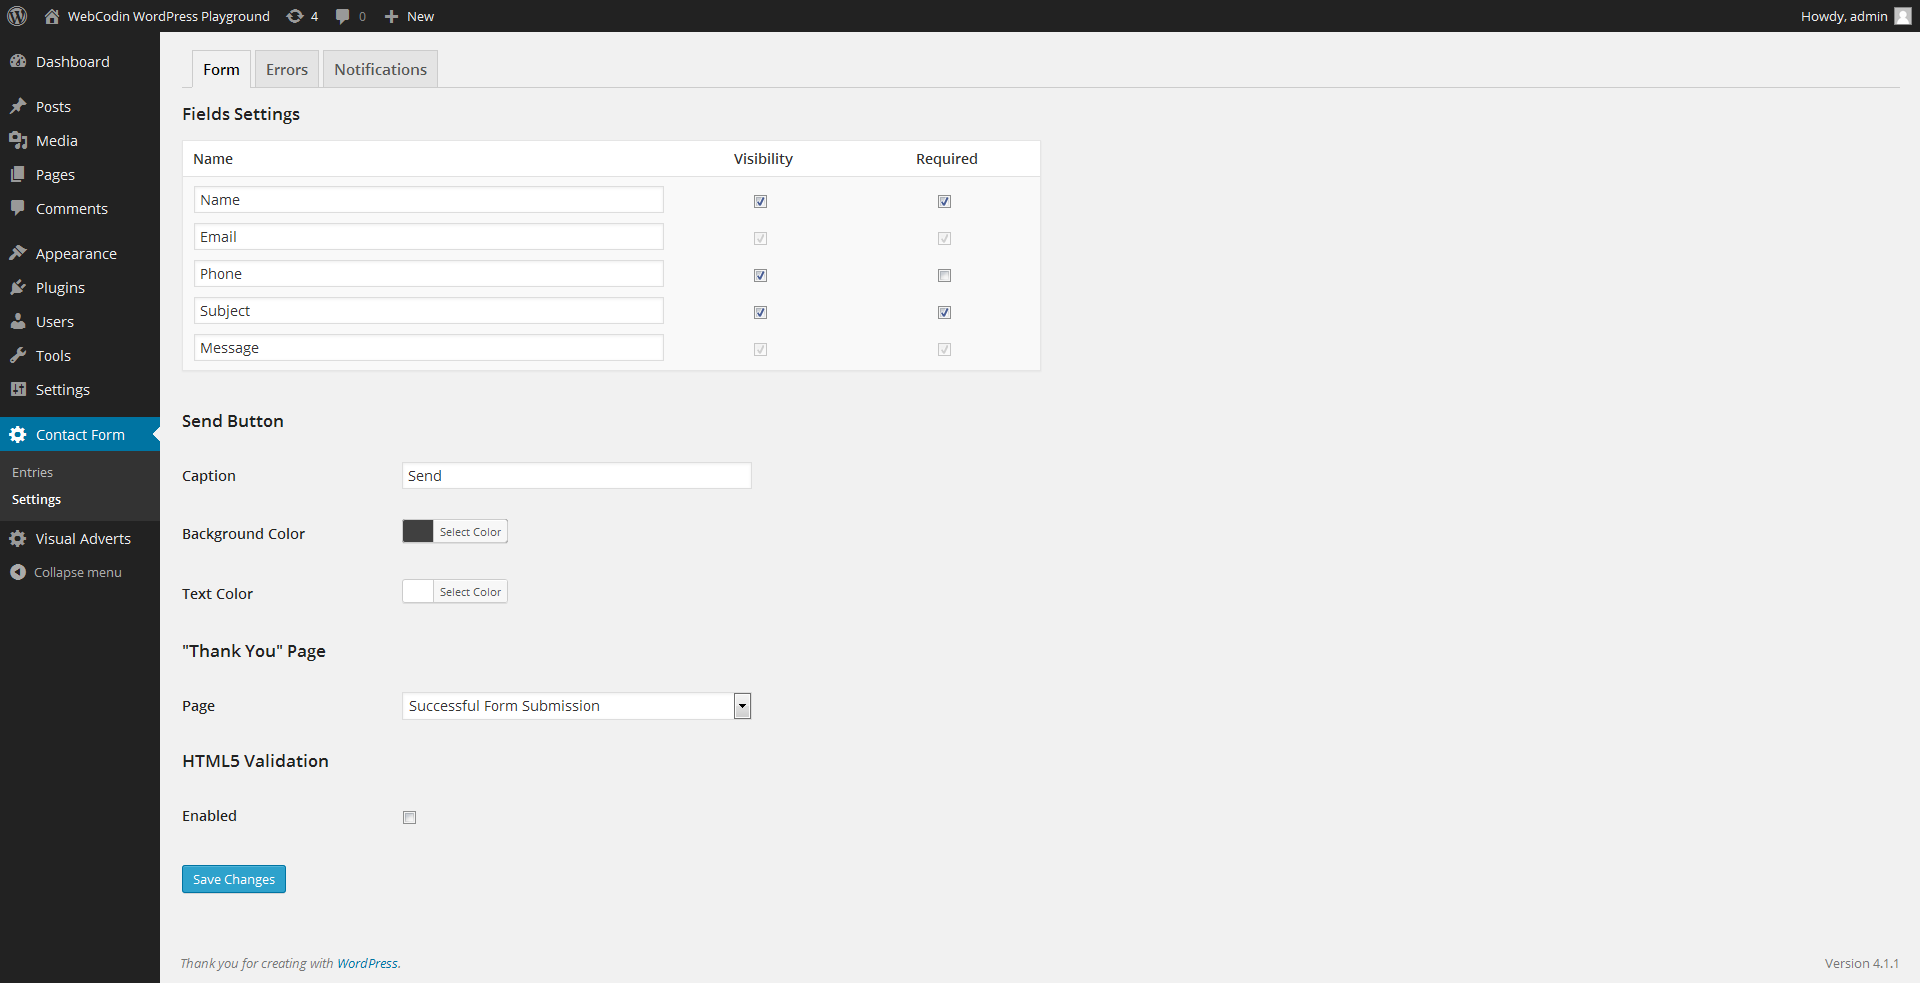 WebCodin WordPress Playground 4 0 New Howdy, admin
Dashboard
Posts
Media
Pages
Comments
Appearance
Plugins
Users
Tools
Settings
Contact Form
Entries
Settings
Visual Adverts
Collapse menu
Form Errors Notifications
Fields Settings
Name Visibility Required
Name
Email
Phone
Subject
Message
Send Button
Caption Send
Background Color Select Color
Text Color Select Color
"Thank You" Page
Page Successful Form Submission
HTML5 Validation
Enabled
Save Changes
Thank you for creating with WordPress. Version 4.1.1